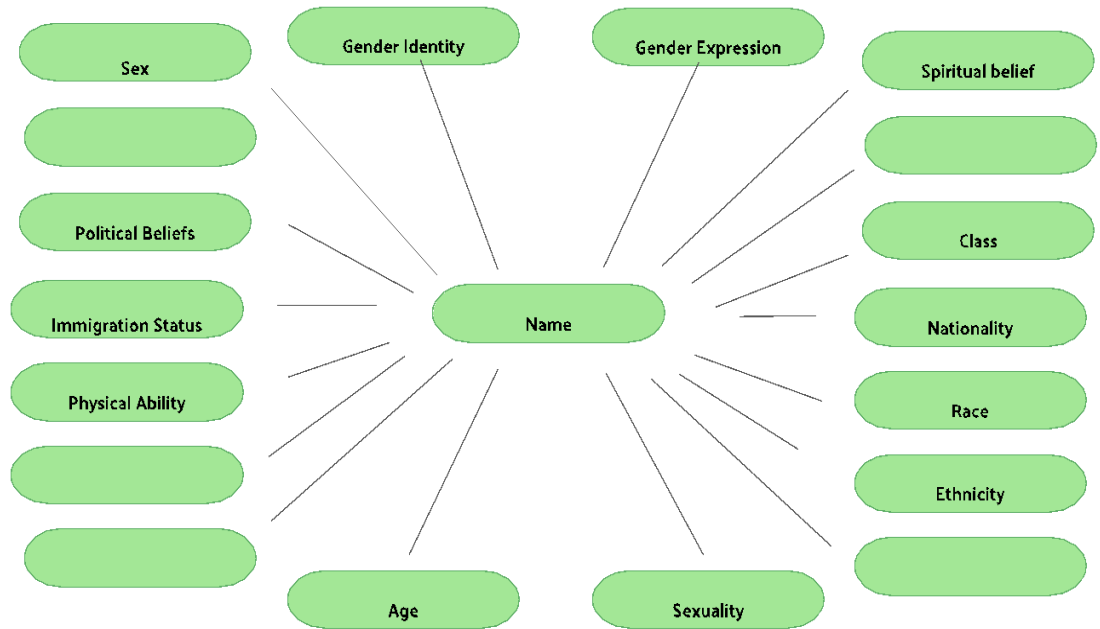 Sex
Gender Identity
Gender Expression
Spiritual belief
Political Beliefs
Class
Immigration Status
Name
Nationality
Physical Ability
Race
Ethnicity
Age
Sexuality